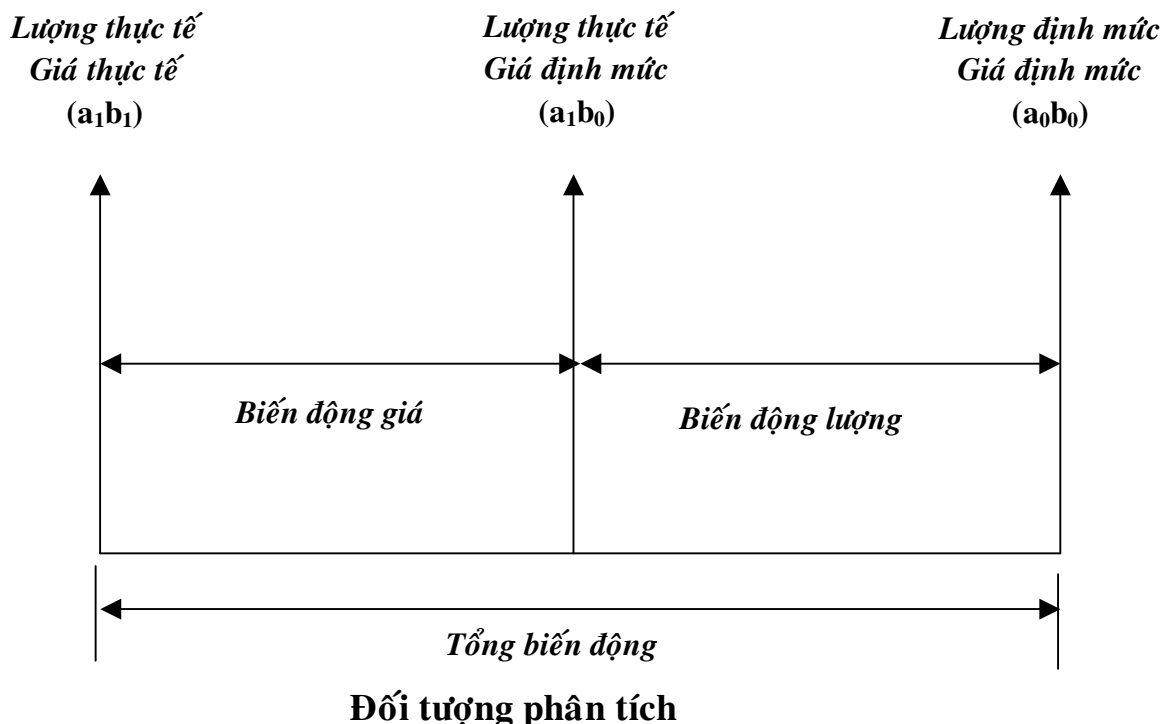 Lượng thực tế
Giá thực tế
(a₁b₁)
Lượng thực tế
Giá định mức
(a₁b₀)
Lượng định mức
Giá định mức
(a₀b₀)
Biến động giá
Biến động lượng
Tổng biến động
Đối tượng phân tích